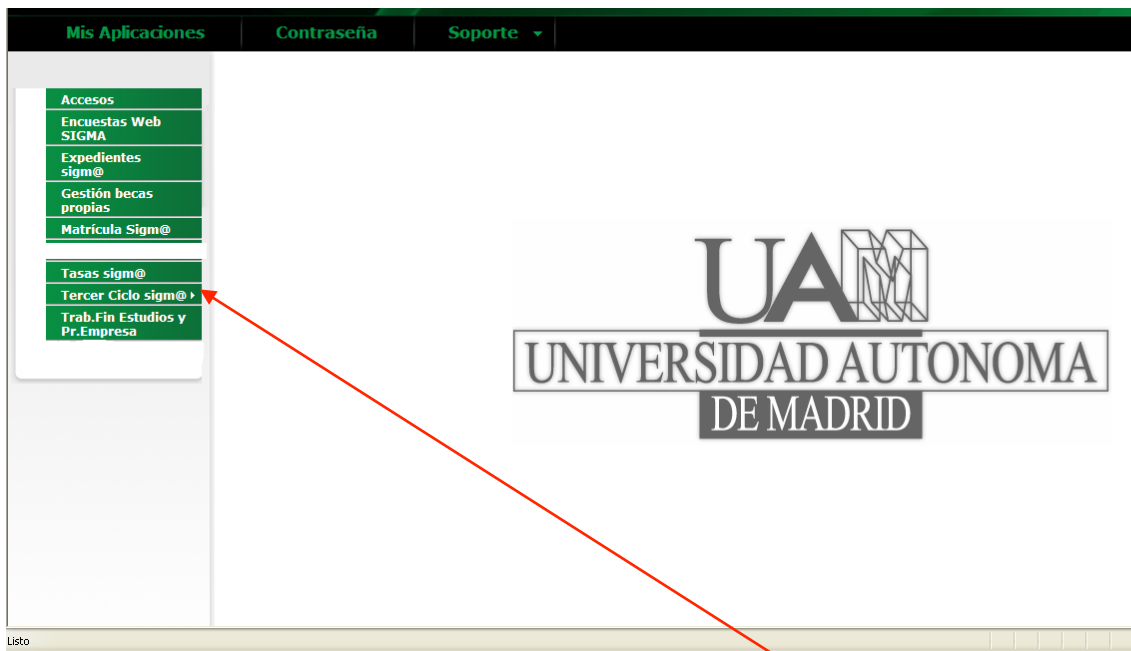 Mis Aplicaciones Contraseña Soporte
Accesos
Encuestas Web
SIGMA
Expedientes
sigm@
Gestión becas
propias
Matrícula Sigm@
Tasas sigm@
Tercer Ciclo sigm@
Trab.Fin Estudios y
Pr.Empresa
UAM
UNIVERSIDAD AUTONOMA
DE MADRID
Listo